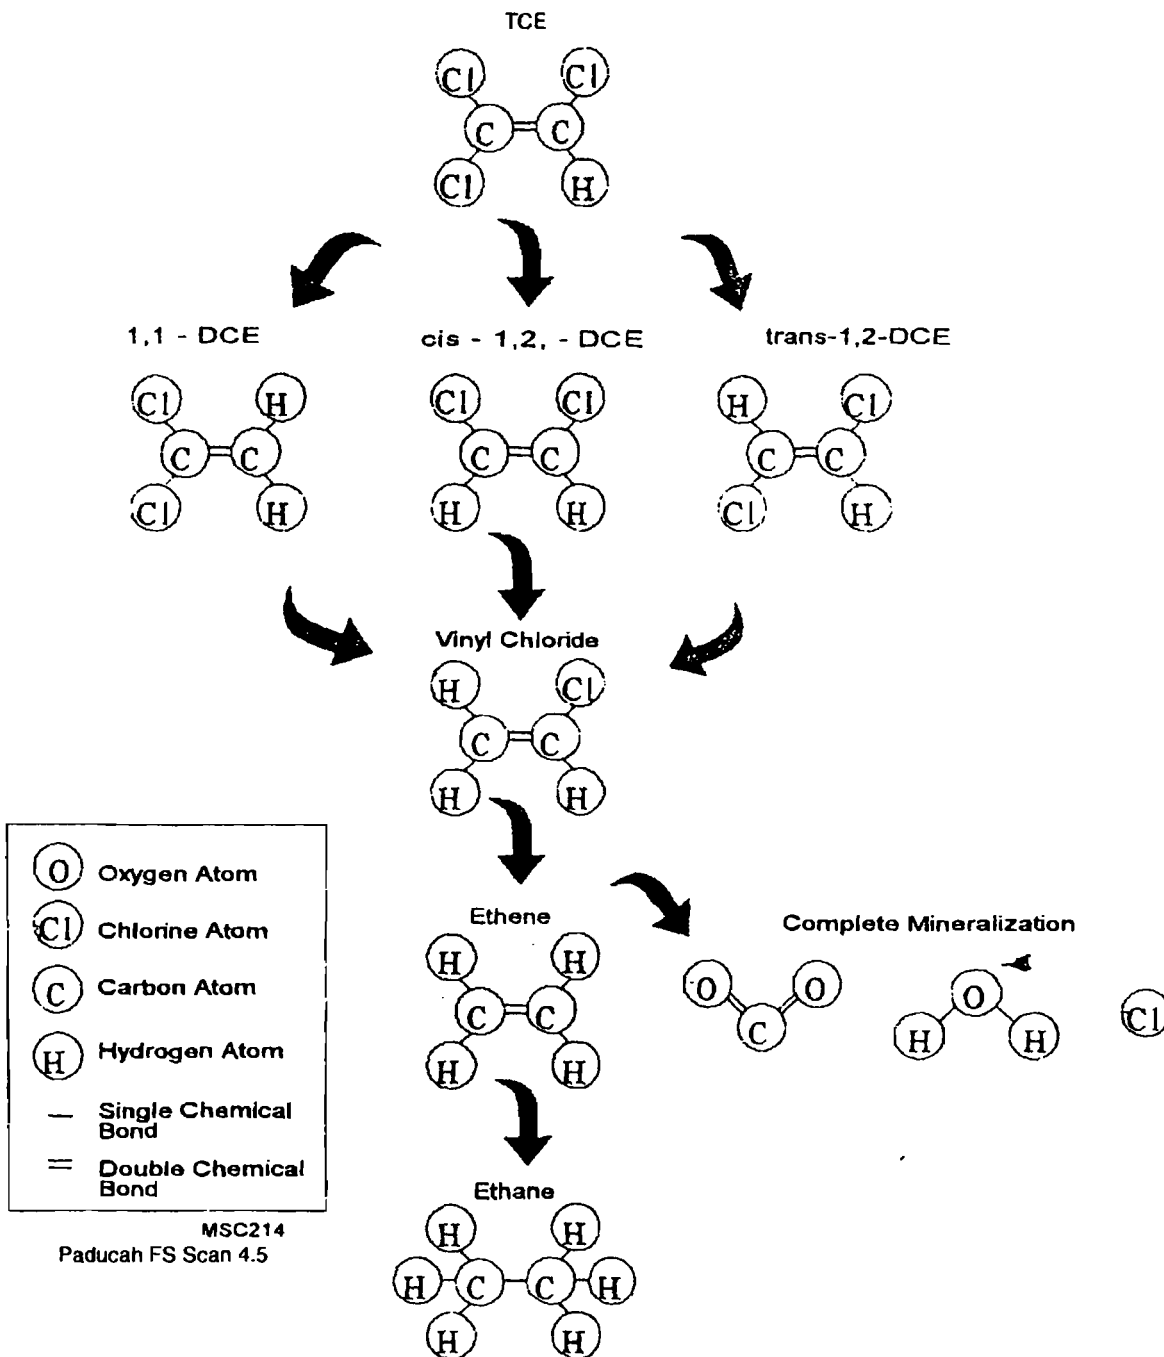 TCE
Cl Cl
C C
Cl H
1,1 - DCE cis - 1,2, - DCE trans-1,2-DCE
Cl H Cl Cl H Cl
C C C C C C
Cl H H H Cl H
Vinyl Chloride
H Cl
C C
H H
O Oxygen Atom
Cl Chlorine Atom
C Carbon Atom
H Hydrogen Atom
— Single Chemical
Bond
= Double Chemical
Bond
MSC214
Paducah FS Scan 4.5
Ethene
H H
C C
H H
Complete Mineralization
O O O Cl
C H H
Ethane
H H
H C C H
H H